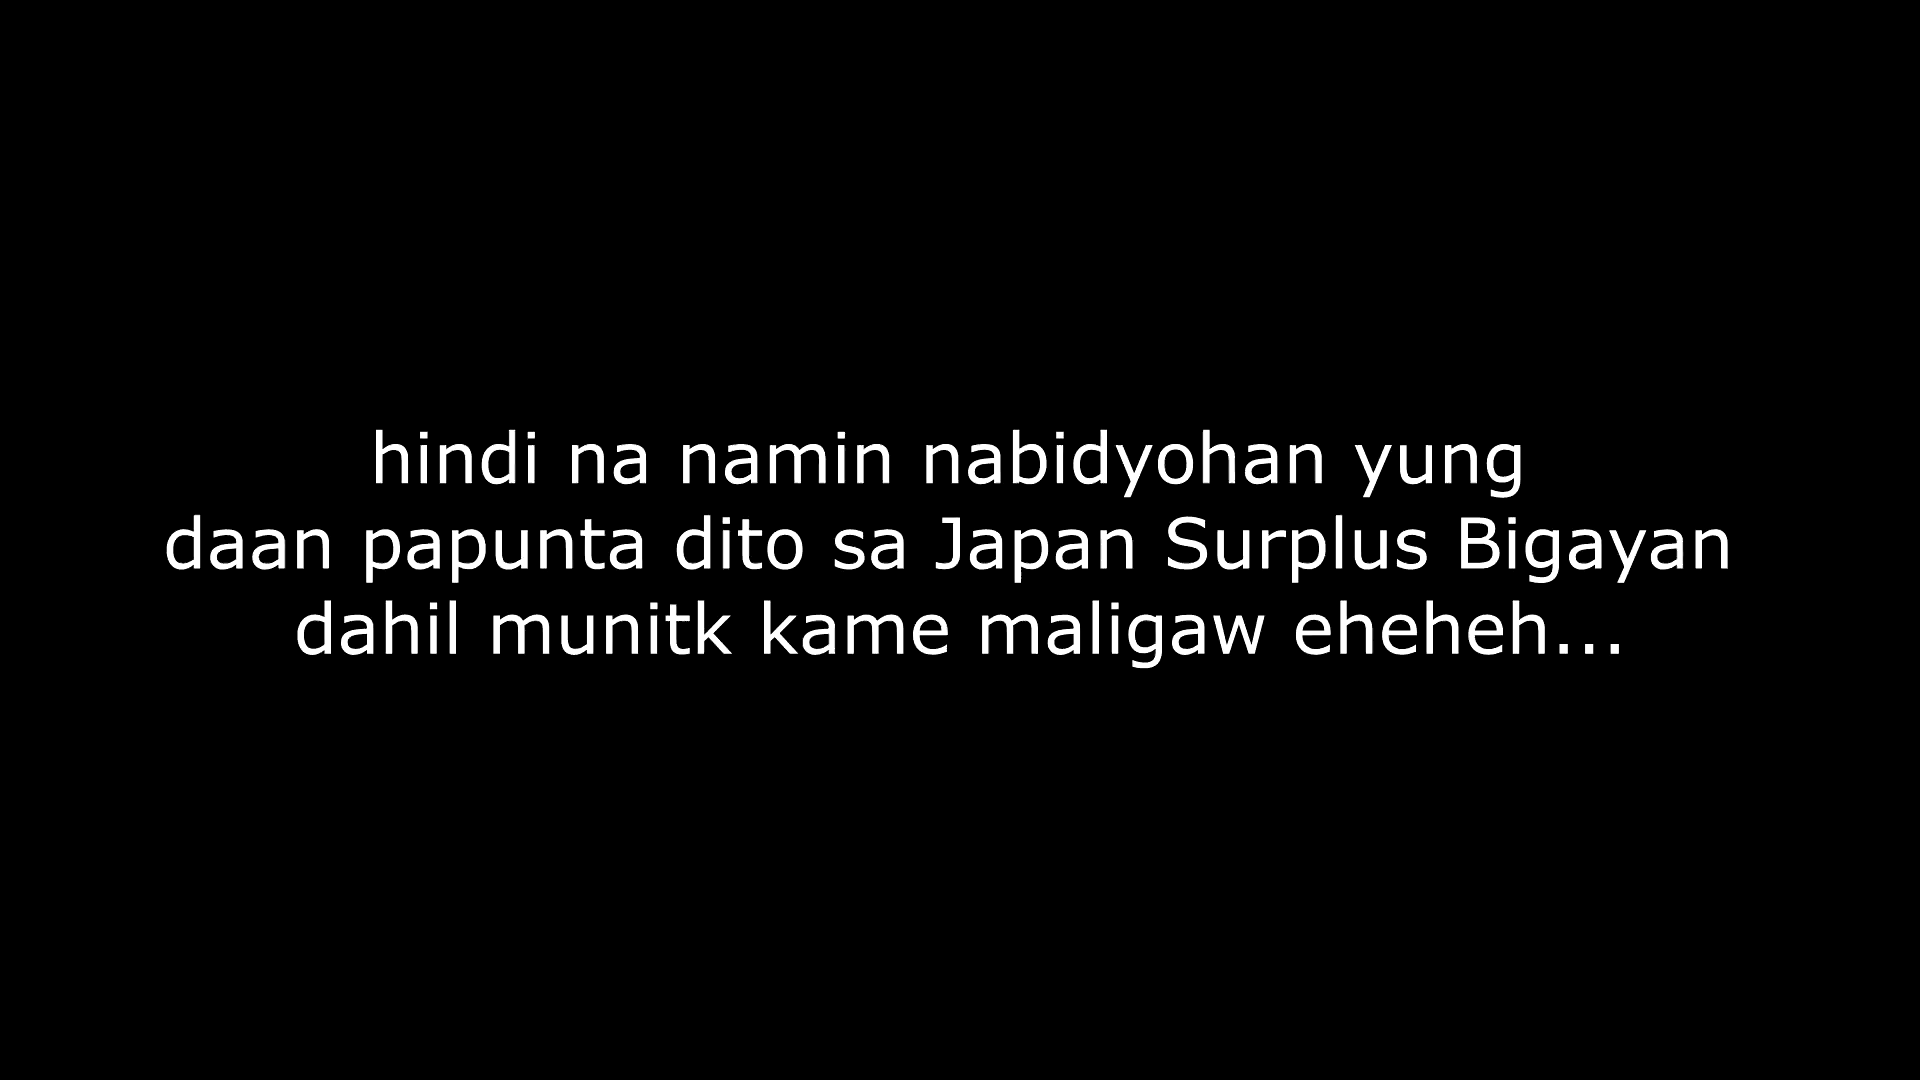 hindi na namin nabidyohan yung
daan papunta dito sa Japan Surplus Bigayan
dahil munitk kame maligaw eheheh...